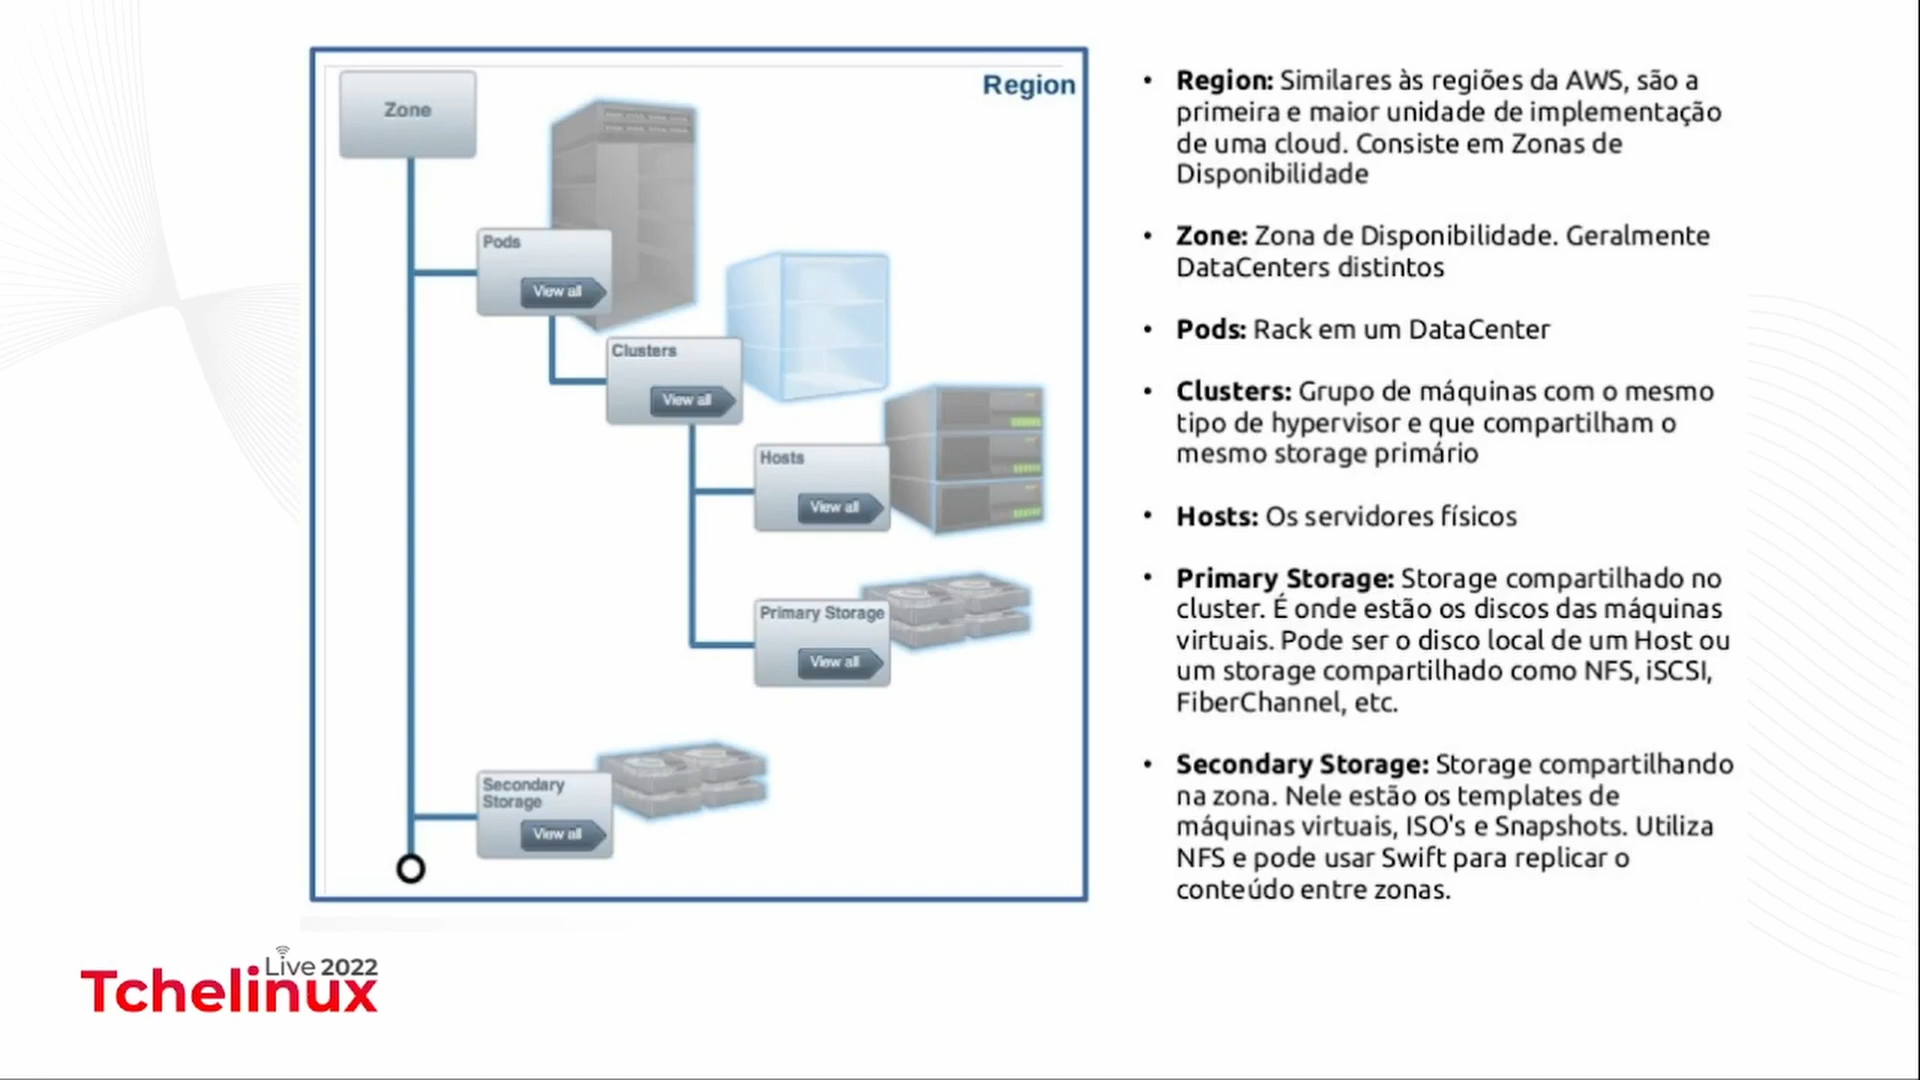 Region
Zone
Pods
View all
Clusters
View all
Hosts
View all
Primary Storage
View all
Secondary
Storage
View all
• Region: Similares às regiões da AWS, são a
primeira e maior unidade de implementação
de uma cloud. Consiste em Zonas de
Disponibilidade
• Zone: Zona de Disponibilidade. Geralmente
DataCenters distintos
• Pods: Rack em um DataCenter
• Clusters: Grupo de máquinas com o mesmo
tipo de hypervisor e que compartilham o
mesmo storage primário
• Hosts: Os servidores físicos
• Primary Storage: Storage compartilhado no
cluster. É onde estão os discos das máquinas
virtuais. Pode ser o disco local de um Host ou
um storage compartilhado como NFS, iSCSI,
FiberChannel, etc.
• Secondary Storage: Storage compartilhando
na zona. Nele estão os templates de
máquinas virtuais, ISO's e Snapshots. Utiliza
NFS e pode usar Swift para replicar o
conteúdo entre zonas.
Live 2022
Tchelinux